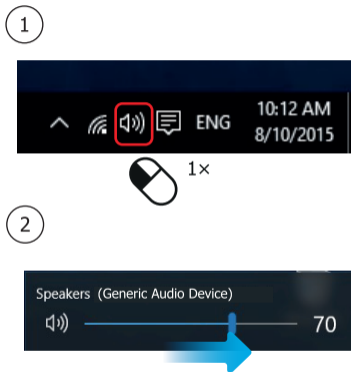 1
10:12 AM
ENG
8/10/2015
1×
2
Speakers (Generic Audio Device)
70